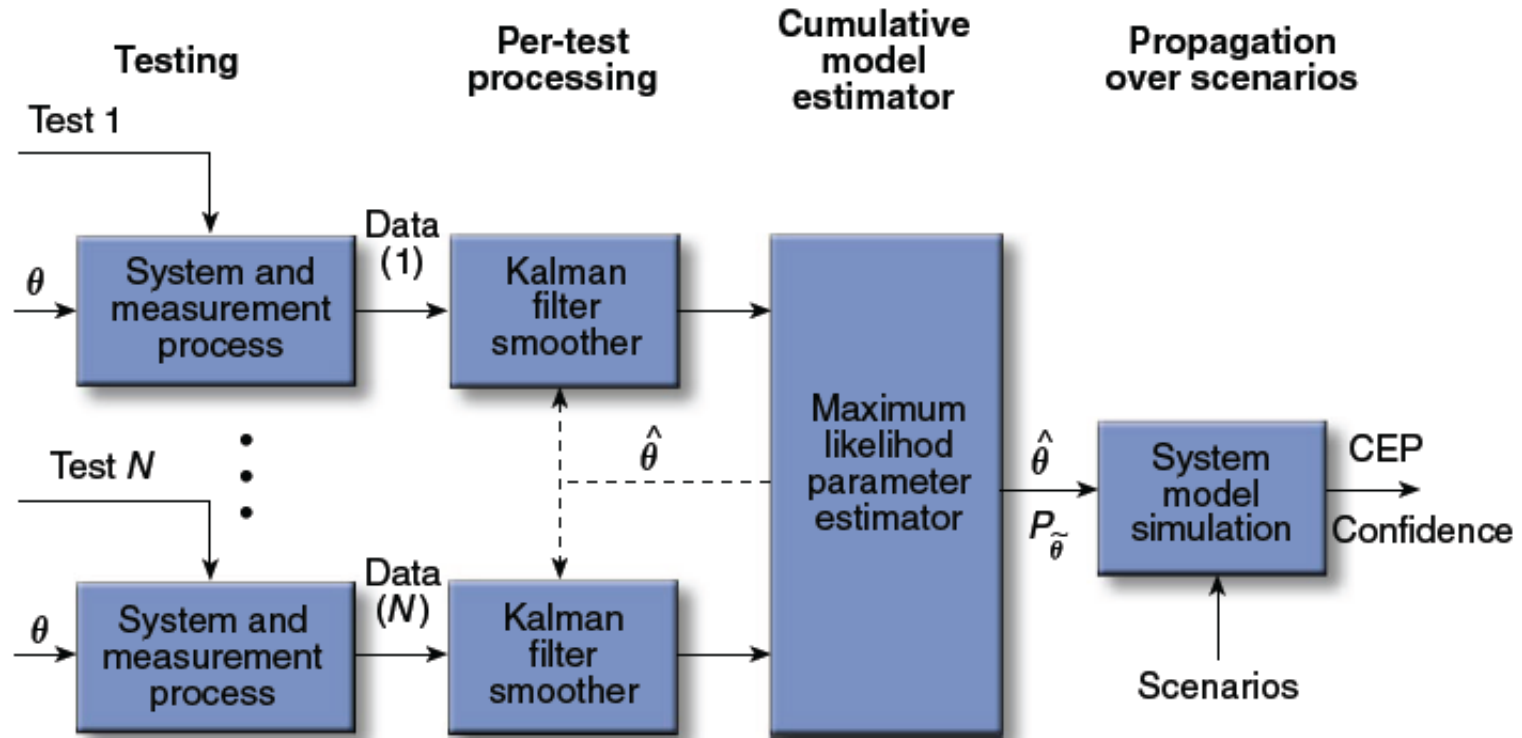 Testing
Per-test
processing
Cumulative
model
estimator
Propagation
over scenarios
Test 1
θ
System and
measurement
process
Data
(1)
Kalman
filter
smoother
Test N
θ
System and
measurement
process
Data
(N)
Kalman
filter
smoother
θ̂
Maximum
likelihod
parameter
estimator
θ̂
P_θ̃
System
model
simulation
CEP
Confidence
Scenarios